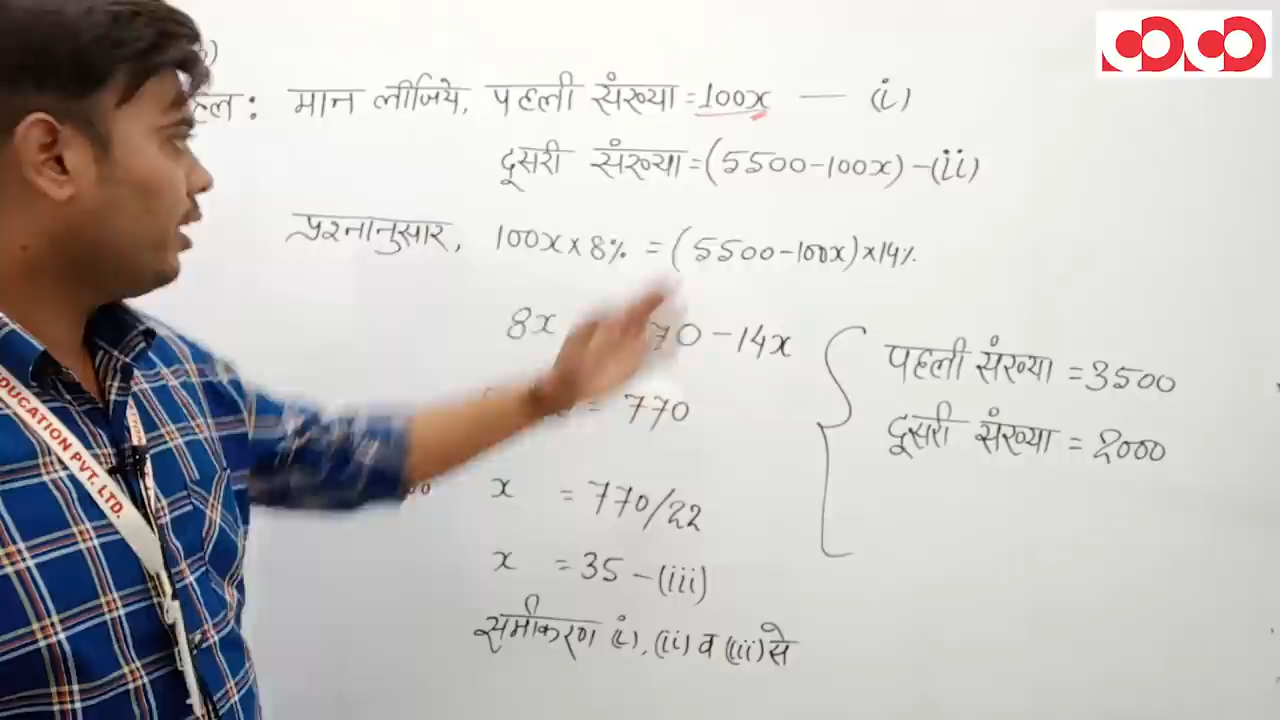 हल: मान लीजिये, पहली संख्या = 100x — (i)
दूसरी संख्या = (5500-100x) - (ii)
प्रश्नानुसार, 100x × 8% = (5500-100x) × 14%
8x 70 - 14x
= 770
x = 770/22
x = 35 - (iii)
समीकरण (i), (ii) व (iii) से
पहली संख्या = 3500
दूसरी संख्या = 2000
EDUCATION PVT. LTD.